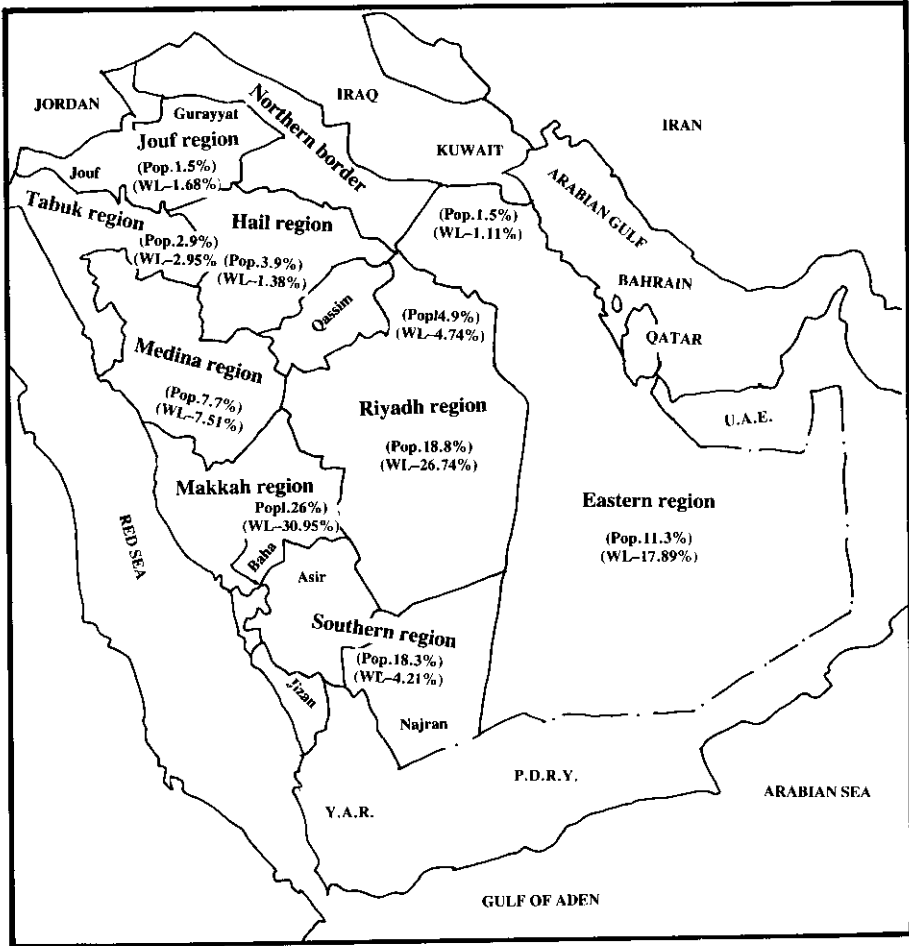 JORDAN
IRAQ
IRAN
Northern border
Gurayyat
Jouf region
KUWAIT
(Pop.1.5%)
Jouf
(WL–1.68%)
ARABIAN GULF
Tabuk region
Hail region
(Pop.1.5%)
(WL–1.11%)
(Pop.2.9%)
(WL–2.95%
(Pop.3.9%)
(WL–1.38%)
BAHRAIN
Qassim
(Popl4.9%)
(WL–4.74%)
QATAR
Medina region
(Pop.7.7%)
(WL–7.51%)
Riyadh region
U.A.E.
(Pop.18.8%)
(WL–26.74%)
Makkah region
Popl.26%)
(WL–30.95%)
Eastern region
(Pop.11.3%)
(WL–17.89%)
RED SEA
Baha
Asir
Southern region
(Pop.18.3%)
(WL–4.21%)
Jizan
Najran
P.D.R.Y.
ARABIAN SEA
Y.A.R.
GULF OF ADEN